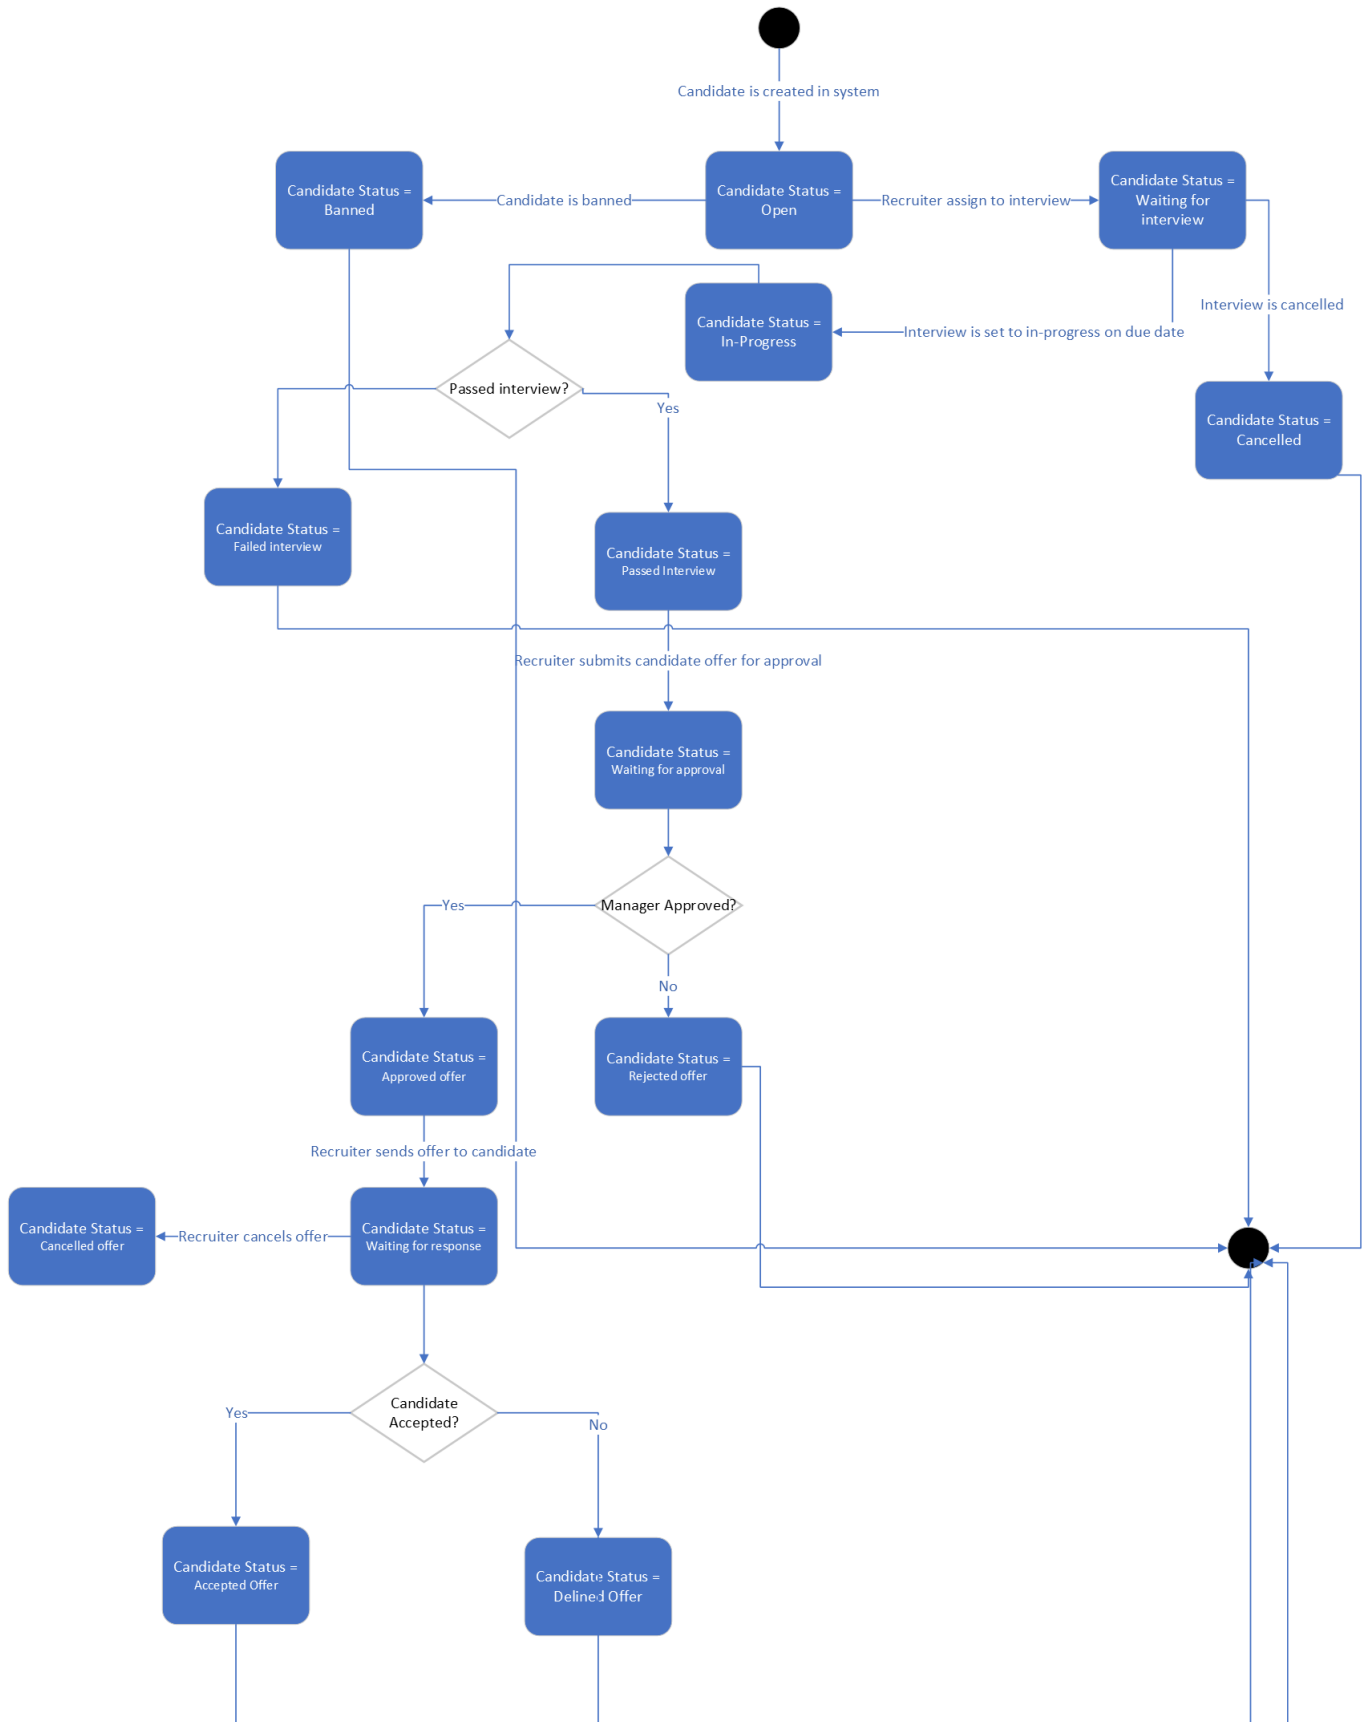 Candidate is created in system
Candidate Status =
Banned
Candidate is banned
Candidate Status =
Open
Recruiter assign to interview
Candidate Status =
Waiting for
interview
Interview is cancelled
Candidate Status =
In-Progress
Interview is set to in-progress on due date
Passed interview?
Yes
Candidate Status =
Cancelled
Candidate Status =
Failed interview
Candidate Status =
Passed Interview
Recruiter submits candidate offer for approval
Candidate Status =
Waiting for approval
Manager Approved?
Yes
No
Candidate Status =
Approved offer
Candidate Status =
Rejected offer
Recruiter sends offer to candidate
Candidate Status =
Cancelled offer
Recruiter cancels offer
Candidate Status =
Waiting for response
Candidate
Accepted?
Yes
No
Candidate Status =
Accepted Offer
Candidate Status =
Delined Offer